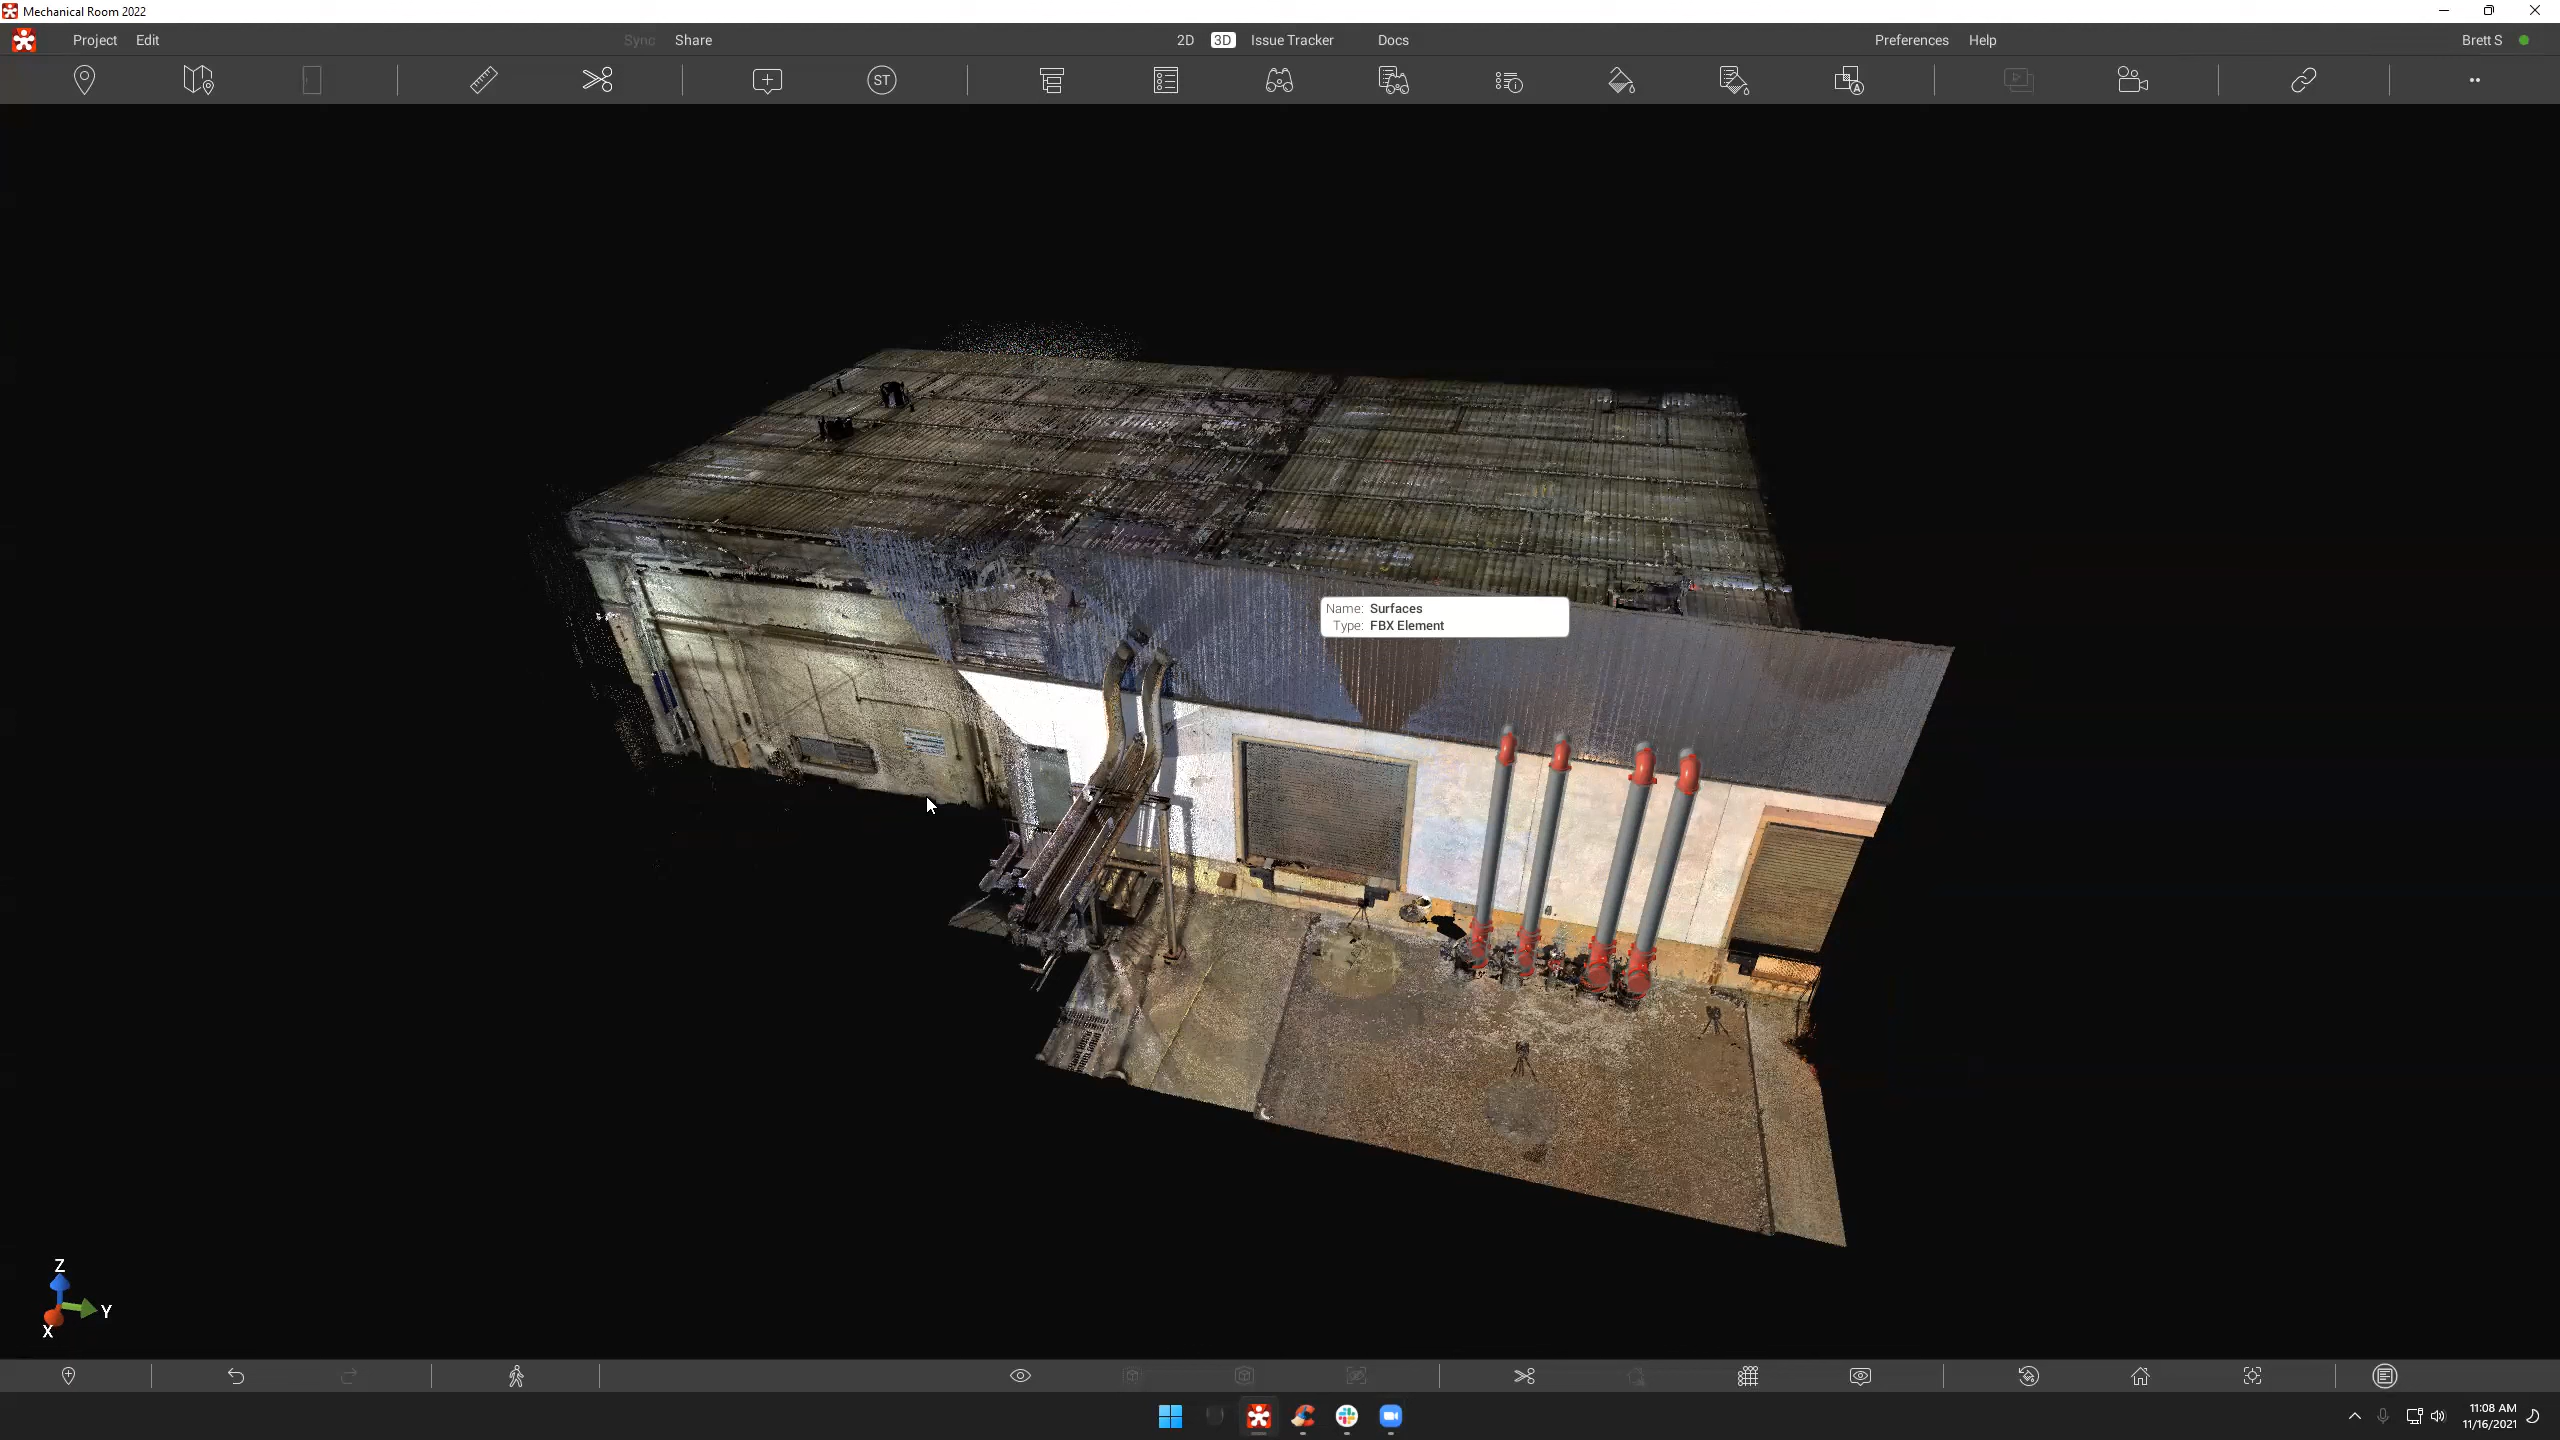 Mechanical Room 2022
Project Edit Sync Share 2D 3D Issue Tracker Docs Preferences Help Brett S
ST
A
Name: Surfaces
Type: FBX Element
Z
Y
X
11:08 AM
11/16/2021